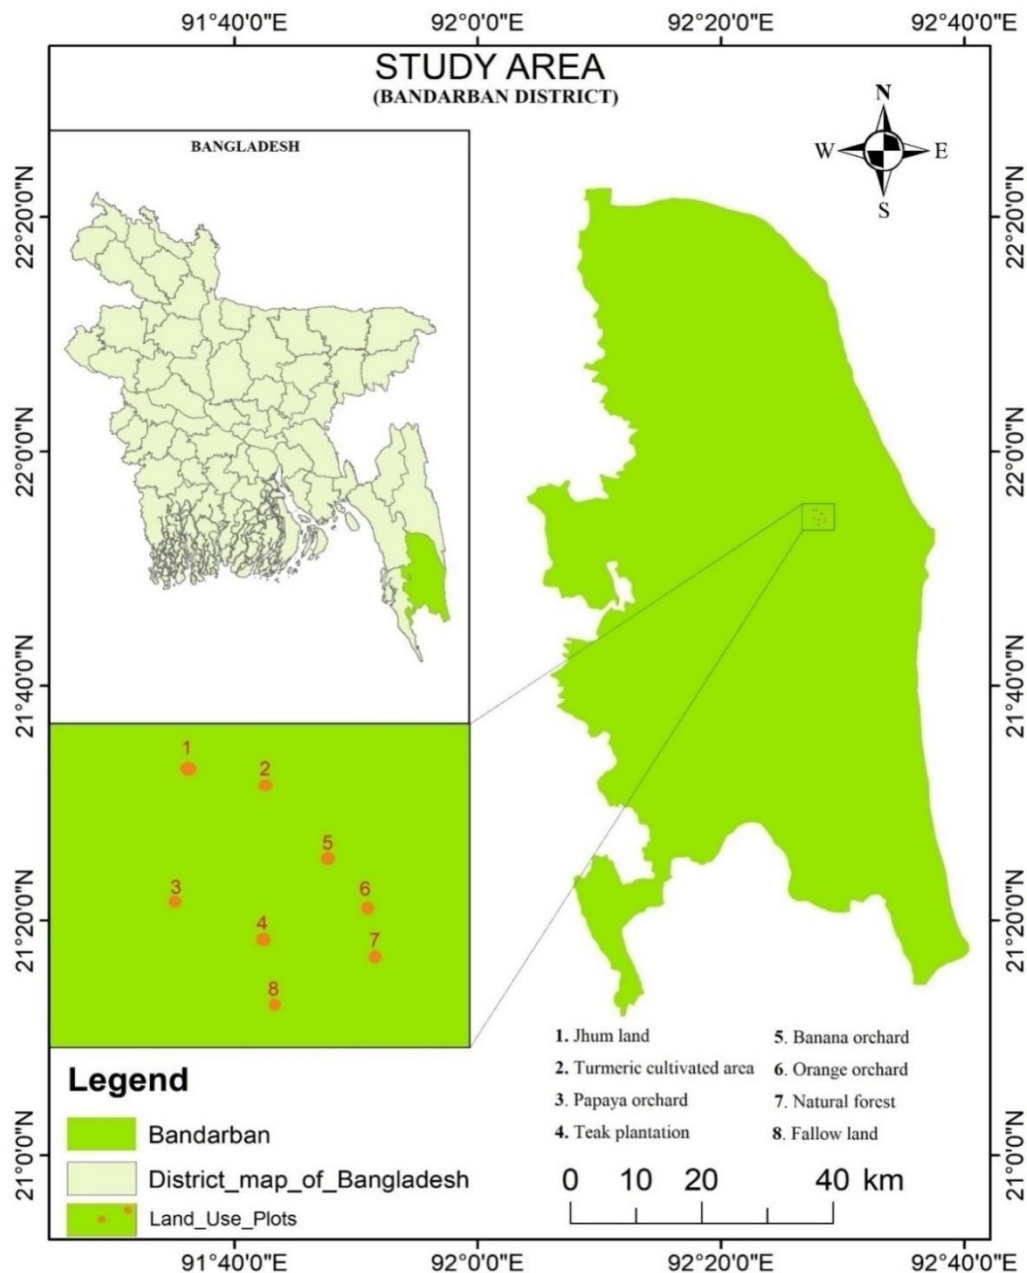 91°40'0"E 92°0'0"E 92°20'0"E 92°40'0"E
STUDY AREA
(BANDARBAN DISTRICT)
N
W E
S
BANGLADESH
22°20'0"N 22°20'0"N
22°0'0"N 22°0'0"N
21°40'0"N 21°40'0"N
1
2
5
3
6
4
7
8
21°20'0"N 21°20'0"N
1. Jhum land
2. Turmeric cultivated area
3. Papaya orchard
4. Teak plantation
5. Banana orchard
6. Orange orchard
7. Natural forest
8. Fallow land
Legend
Bandarban
District_map_of_Bangladesh
Land_Use_Plots
21°0'0"N 21°0'0"N
0 10 20 40 km
91°40'0"E 92°0'0"E 92°20'0"E 92°40'0"E